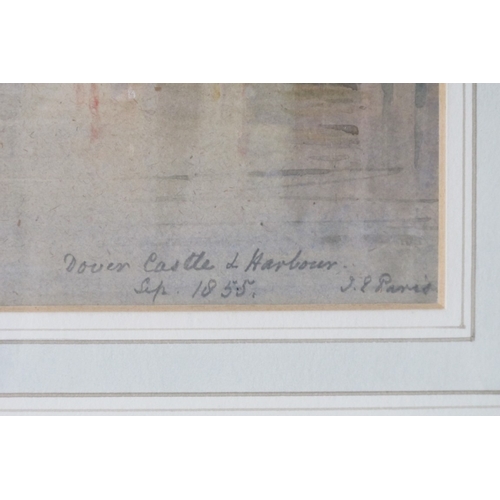 Dover Castle & Harbour.
Sep. 1855. J. E Paris